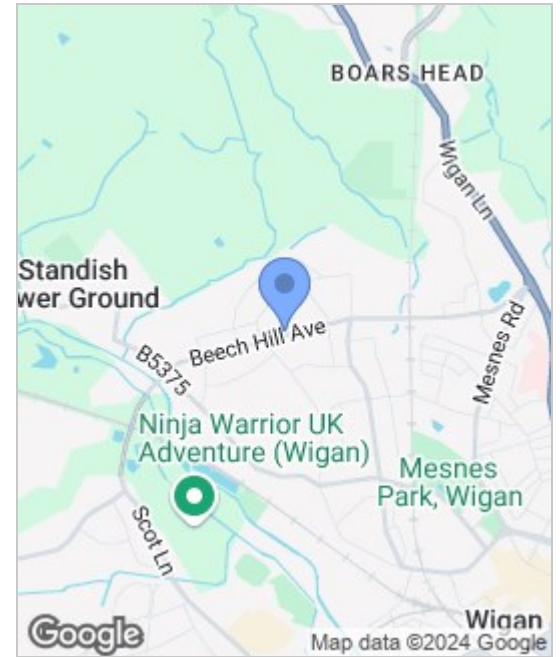 BOARS HEAD
Wigan Ln
Standish
wer Ground
Beech Hill Ave
B5375
Mesnes Rd
Ninja Warrior UK
Adventure (Wigan)
Mesnes
Park, Wigan
Scot Ln
Wigan
Google
Map data ©2024 Google